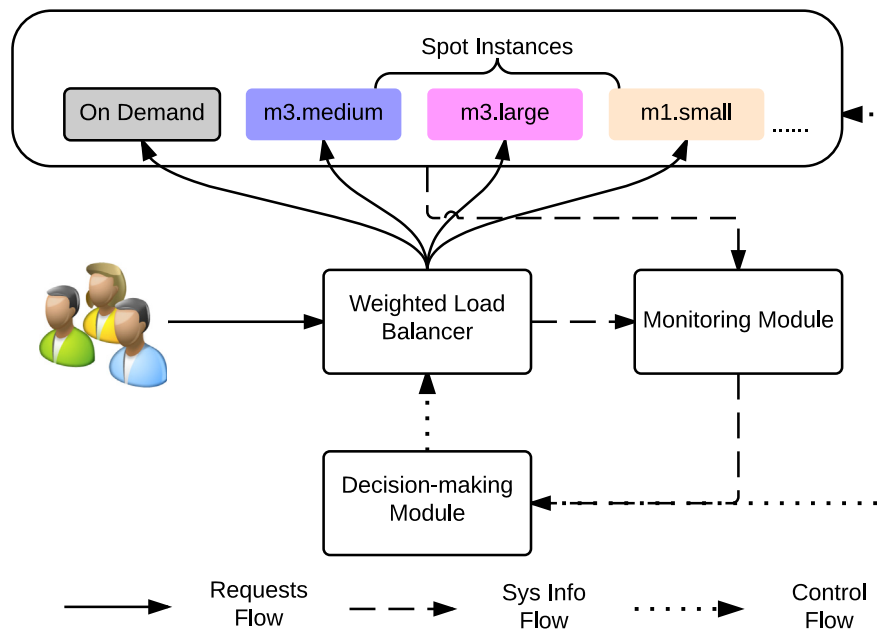 Spot Instances
On Demand
m3.medium
m3.large
m1.small
......
Weighted Load
Balancer
Monitoring Module
Decision-making
Module
Requests
Flow
Sys Info
Flow
Control
Flow